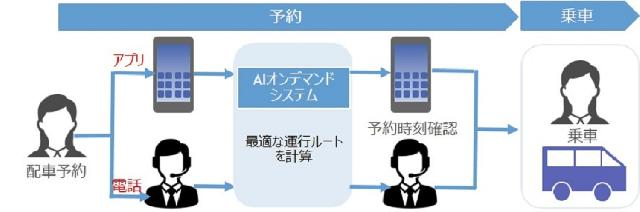 予約
乗車
アプリ
AIオンデマンド
システム
最適な運行ルート
を計算
予約時刻確認
乗車
配車予約
電話